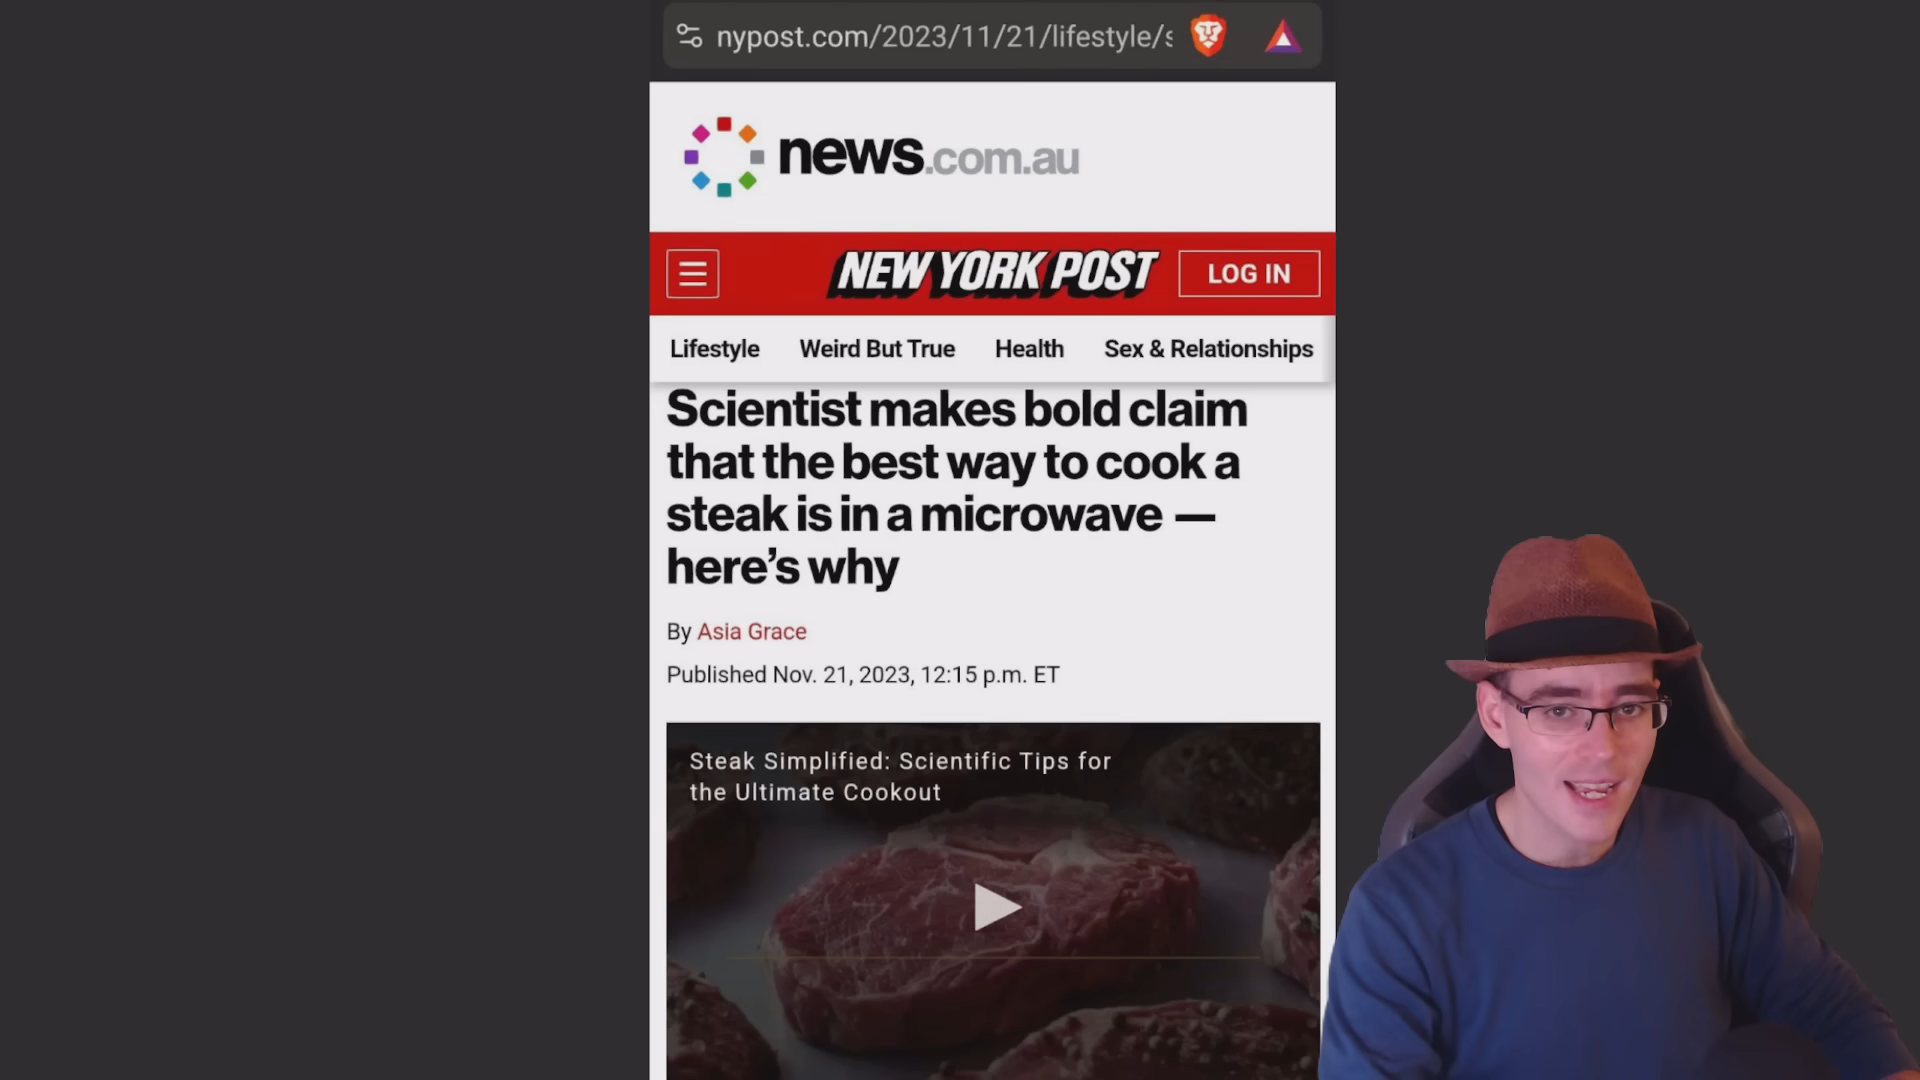 nypost.com/2023/11/21/lifestyle/s
news.com.au
NEW YORK POST
LOG IN
Lifestyle Weird But True Health Sex & Relationships
Scientist makes bold claim
that the best way to cook a
steak is in a microwave —
here’s why
By Asia Grace
Published Nov. 21, 2023, 12:15 p.m. ET
Steak Simplified: Scientific Tips for
the Ultimate Cookout